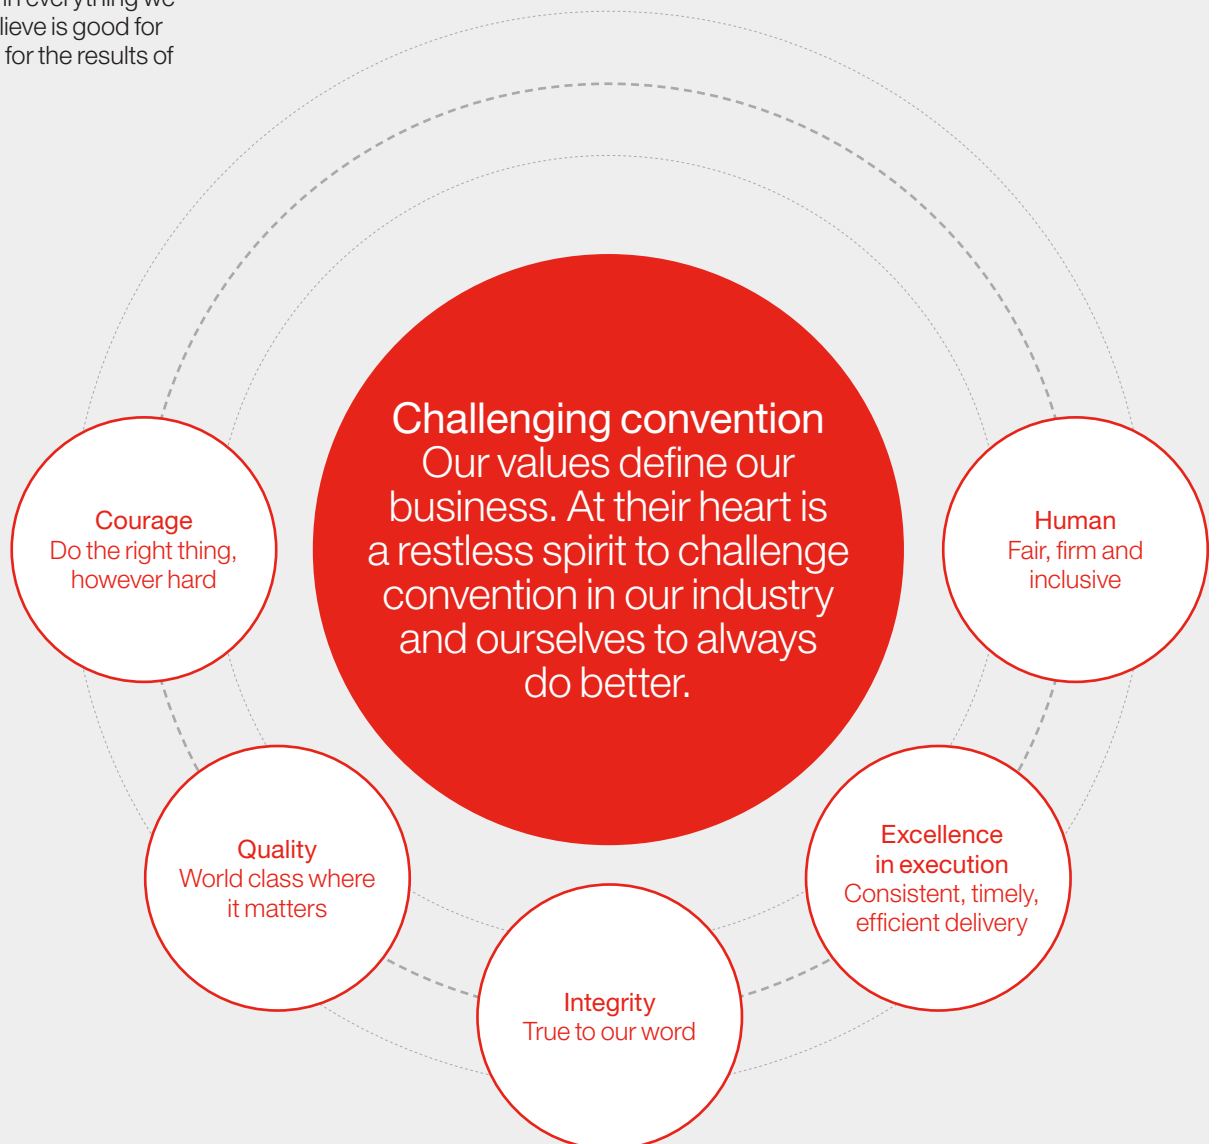 in everything we
lieve is good for
for the results of
Challenging convention
Our values define our
business. At their heart is
a restless spirit to challenge
convention in our industry
and ourselves to always
do better.
Courage
Do the right thing,
however hard
Human
Fair, firm and
inclusive
Quality
World class where
it matters
Excellence
in execution
Consistent, timely,
efficient delivery
Integrity
True to our word